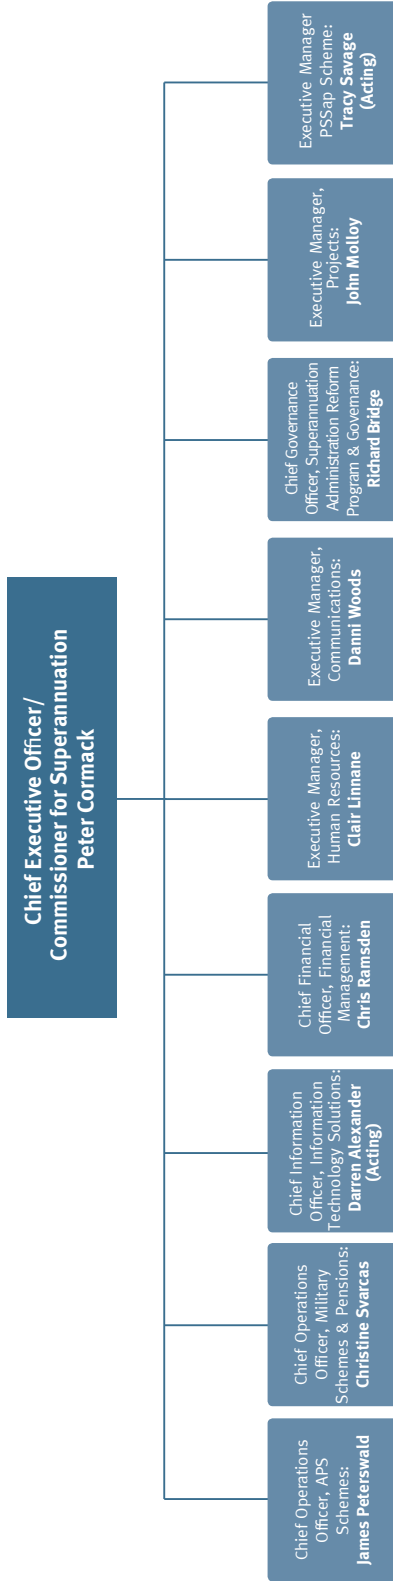 Chief Executive Officer/
Commissioner for Superannuation
Peter Cormack
Chief Operations
Officer, APS
Schemes:
James Peterswald
Chief Operations
Officer, Military
Schemes & Pensions:
Christine Svarcas
Chief Information
Officer, Information
Technology Solutions:
Darren Alexander
(Acting)
Chief Financial
Officer, Financial
Management:
Chris Ramsden
Executive Manager,
Human Resources:
Clair Linnane
Executive Manager,
Communications:
Danni Woods
Chief Governance
Officer, Superannuation
Administration Reform
Program & Governance:
Richard Bridge
Executive Manager,
Projects:
John Molloy
Executive Manager
PSSap Scheme:
Tracy Savage
(Acting)